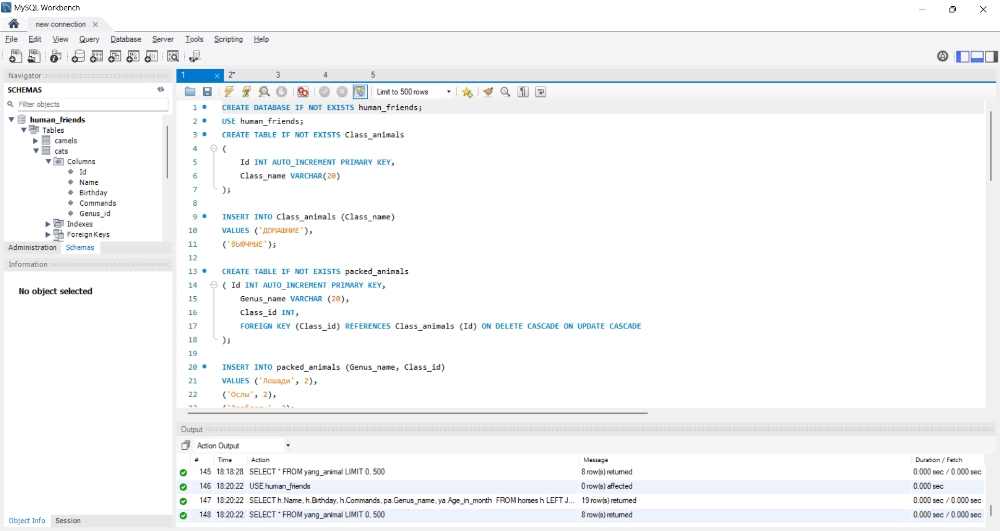 MySQL Workbench
new connection
File Edit View Query Database Server Tools Scripting Help
Navigator
SCHEMAS
Filter objects
human_friends
Tables
camels
cats
Columns
Id
Name
Birthday
Commands
Genus_id
Indexes
Foreign Keys
Administration Schemas
Information
No object selected
Object Info Session
1 2* 3 4 5
Limit to 500 rows
1 CREATE DATABASE IF NOT EXISTS human_friends;
2 USE human_friends;
3 CREATE TABLE IF NOT EXISTS Class_animals
4 (
5 Id INT AUTO_INCREMENT PRIMARY KEY,
6 Class_name VARCHAR(20)
7 );
8
9 INSERT INTO Class_animals (Class_name)
10 VALUES ('ДОМАШНИЕ'),
11 ('ВЬЮЧНЫЕ');
12
13 CREATE TABLE IF NOT EXISTS packed_animals
14 ( Id INT AUTO_INCREMENT PRIMARY KEY,
15 Genus_name VARCHAR (20),
16 Class_id INT,
17 FOREIGN KEY (Class_id) REFERENCES Class_animals (Id) ON DELETE CASCADE ON UPDATE CASCADE
18 );
19
20 INSERT INTO packed_animals (Genus_name, Class_id)
21 VALUES ('Лошади', 2),
22 ('Ослы', 2),
Output
Action Output
# Time Action Message Duration / Fetch
145 18:18:28 SELECT * FROM yang_animal LIMIT 0, 500 8 row(s) returned 0.000 sec / 0.000 sec
146 18:20:22 USE human_friends 0 row(s) affected 0.000 sec
147 18:20:22 SELECT h.Name, h.Birthday, h.Commands, pa.Genus_name, ya.Age_in_month FROM horses h LEFT J... 19 row(s) returned 0.000 sec / 0.000 sec
148 18:20:22 SELECT * FROM yang_animal LIMIT 0, 500 8 row(s) returned 0.000 sec / 0.000 sec